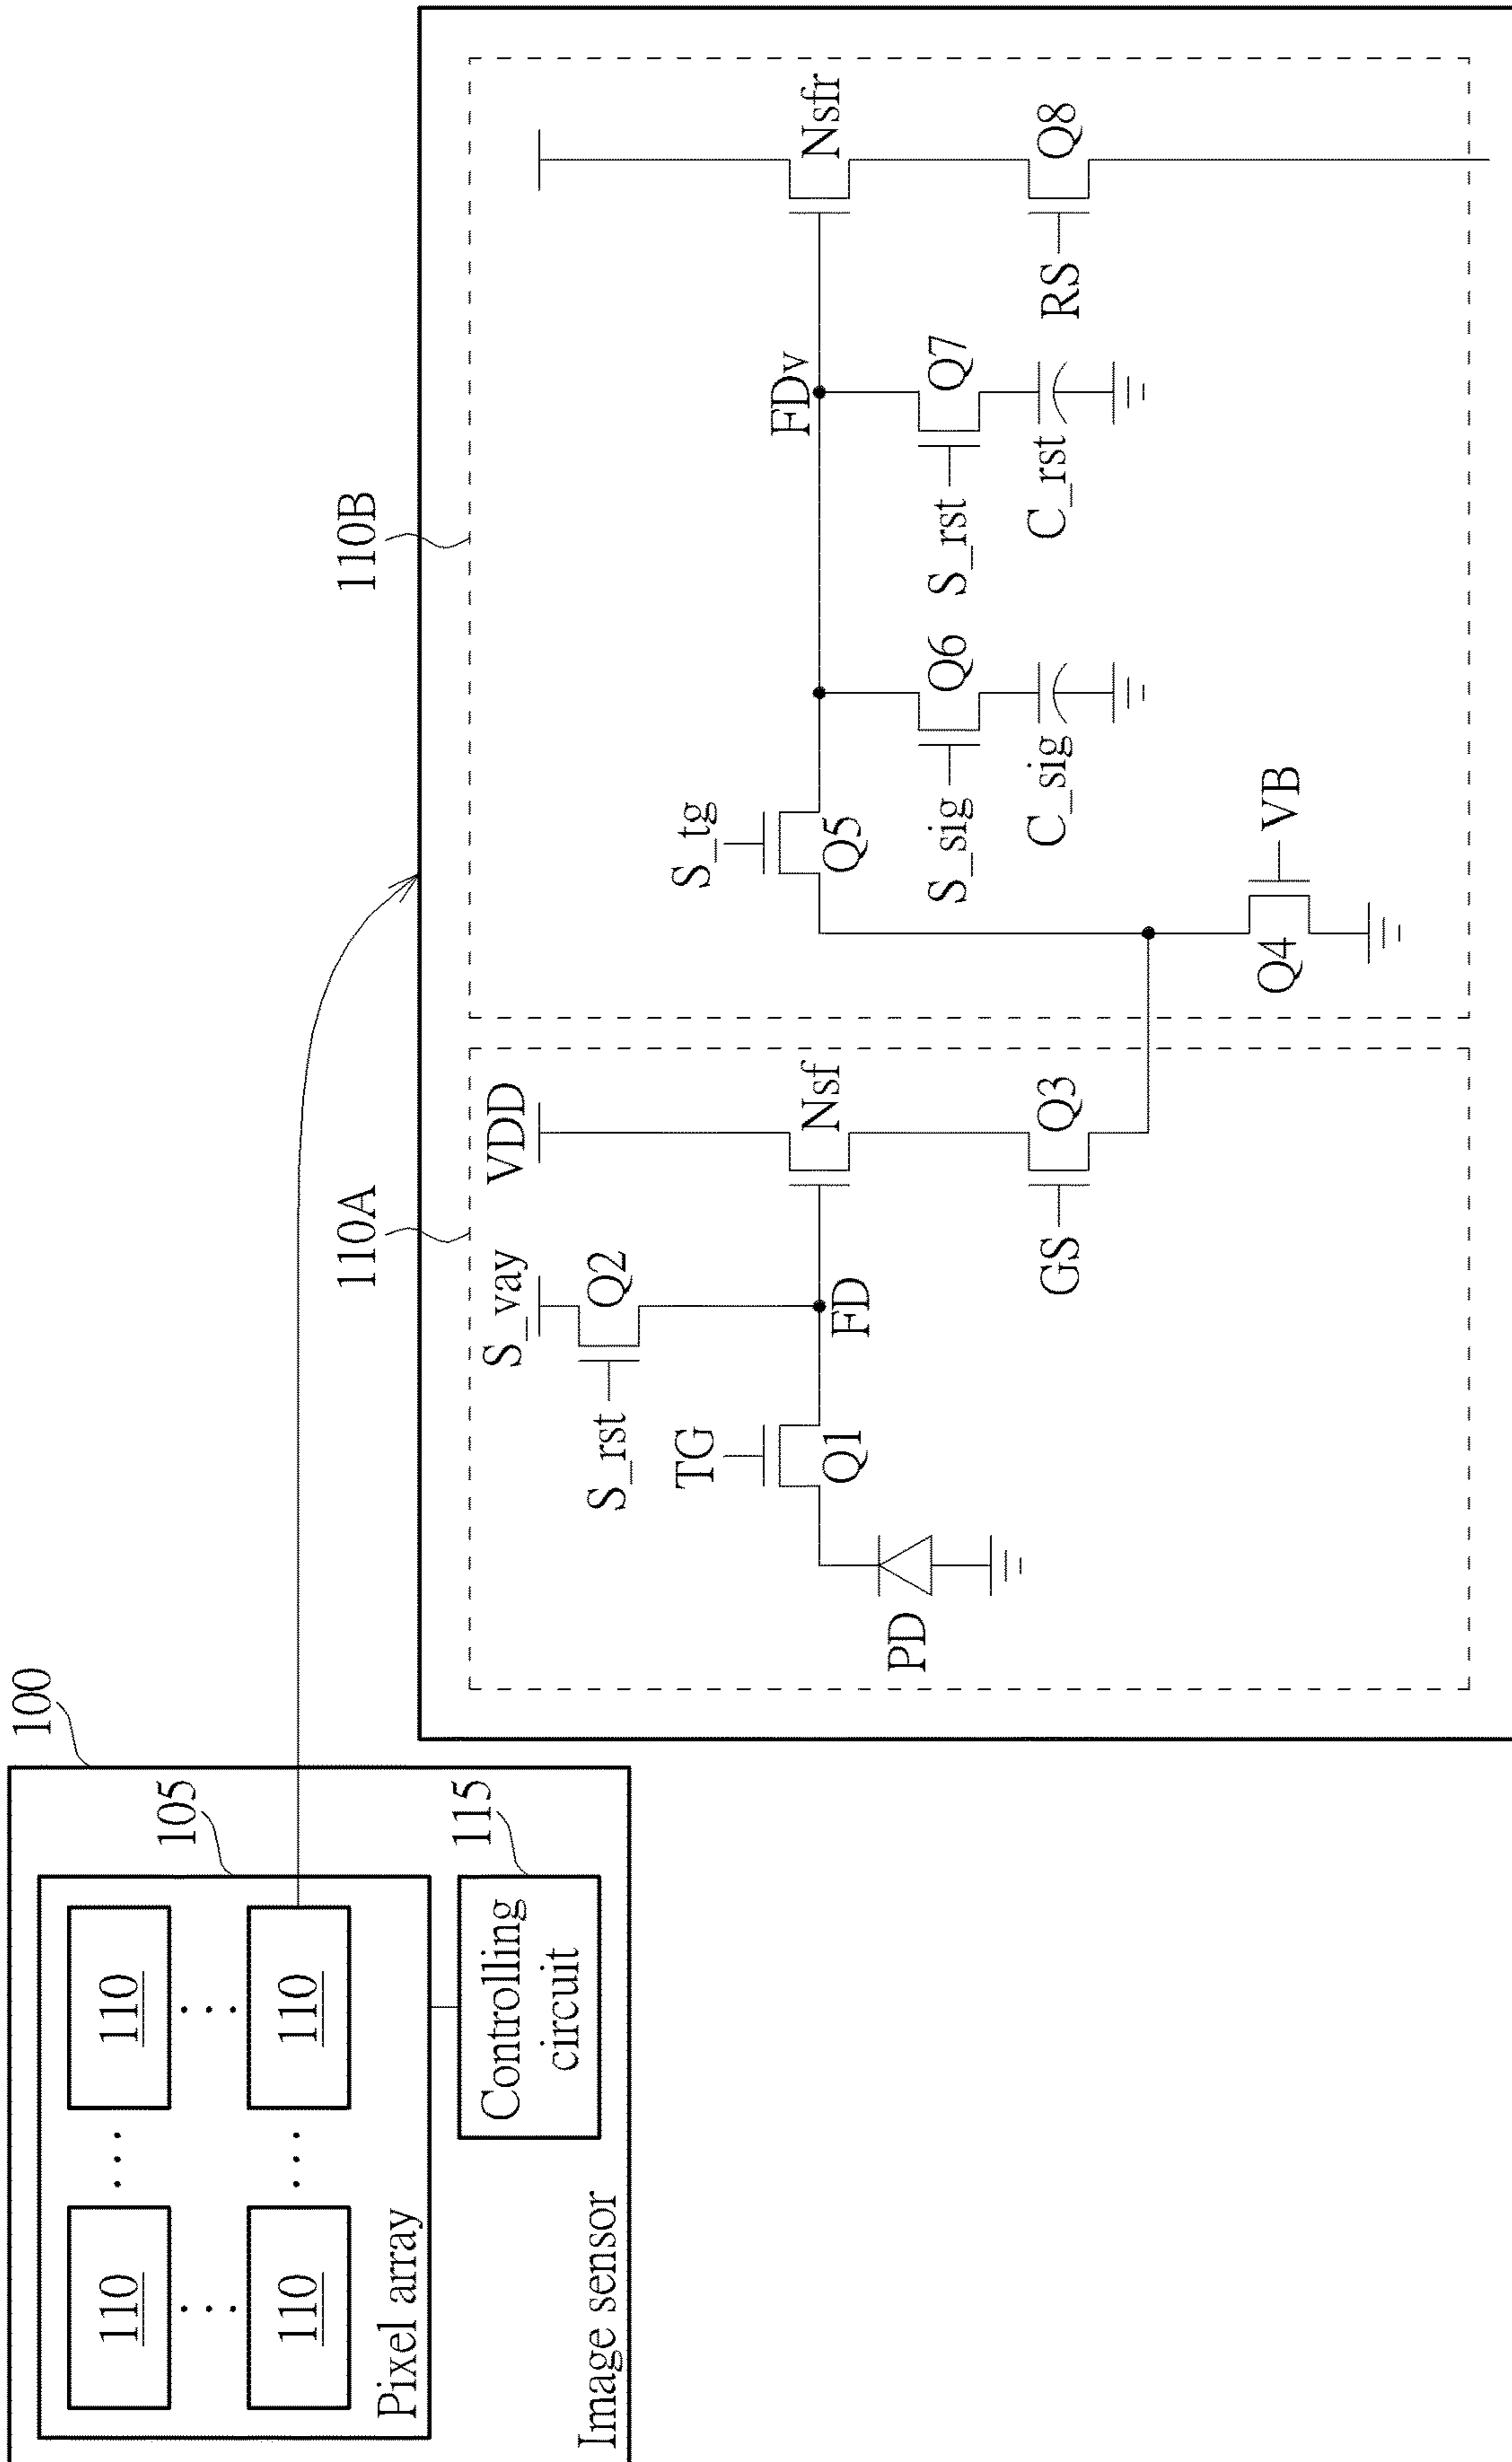 100
105
110
110
110
110
Pixel array
115
Controlling
circuit
Image sensor
110A
110B
S_vay
VDD
Q2
S_rst
TG
Q1
FD
Nsf
PD
GS
Q3
S_tg
Q5
FDv
Nsfr
S_sig
Q6
S_rst
Q7
C_sig
C_rst
RS
Q8
Q4
VB